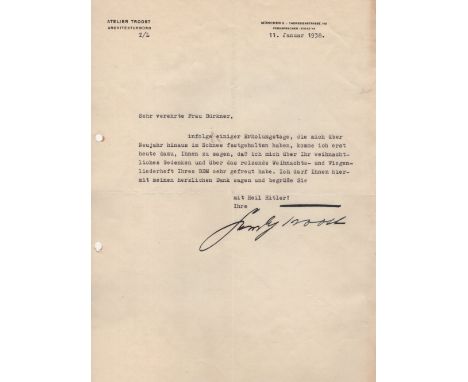 ATELIER TROOST
ARCHITEKTURBÜRO
T/L
MÜNCHEN 2 - THERESIENSTRASSE
11. Januar 1938.
Sehr verehrte Frau Bürkner,
infolge einiger Erholungstage, die mich über
Neujahr hinaus im Schnee festgehalten haben, komme ich erst
heute dazu, Ihnen zu sagen, daß ich mich über Ihr weihnacht-
liches Gedenken und über das reizende Weihnachts- und Wiegen-
liederheft Ihres BDM sehr gefreut habe. Ich darf Ihnen hier-
mit meinen herzlichen Dank sagen und begrüße Sie
mit Heil Hitler!
Ihre
Troost